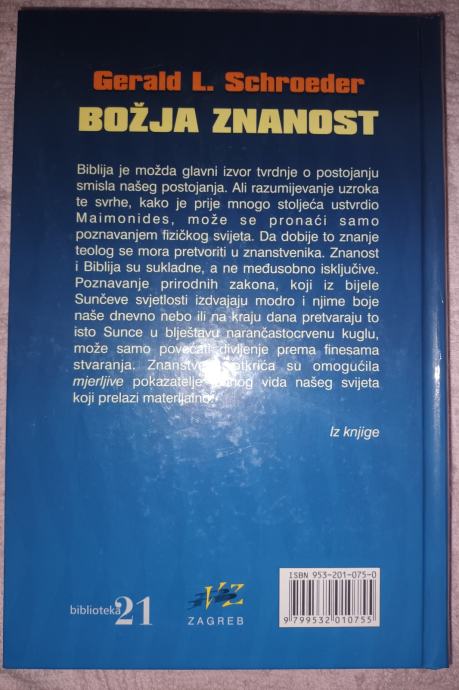 Gerald L. Schroeder
BOŽJA ZNANOST
Biblija je možda glavni izvor tvrdnje o postojanju
smisla našeg postojanja. Ali razumijevanje uzroka
te svrhe, kako je prije mnogo stoljeća ustvrdio
Maimonides, može se pronaći samo
poznavanjem fizičkog svijeta. Da dobije to znanje
teolog se mora pretvoriti u znanstvenika. Znanost
i Biblija su sukladne, a ne međusobno isključive.
Poznavanje prirodnih zakona, koji iz bijele
Sunčeve svjetlosti izdvajaju modro i njime boje
naše dnevno nebo ili na kraju dana pretvaraju to
isto Sunce u blještavu narančastocrvenu kuglu,
može samo povećati divljenje prema finesama
stvaranja. su omogućila
mjerljive pokazatelje vida našeg svijeta
koji prelazi materijalno.
Iz knjige
ISBN 953-201-075-0
9 799532 010755
biblioteka 21
VZ
ZAGREB